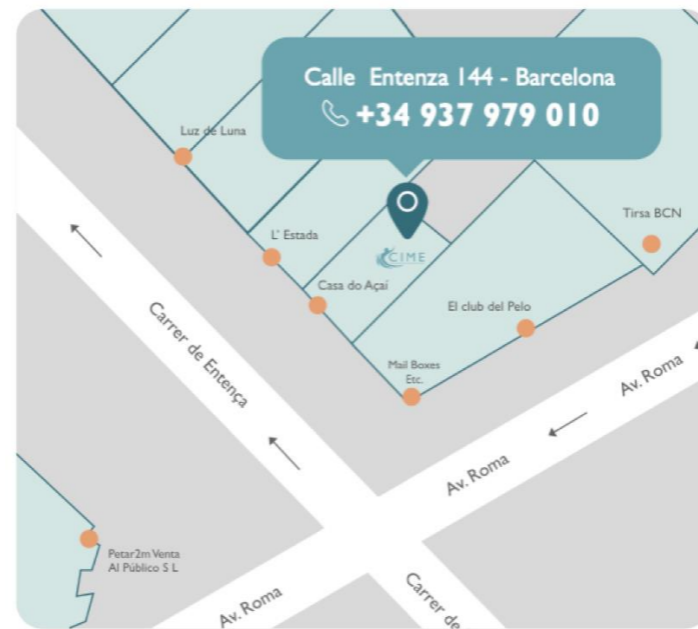 Calle Entenza 144 - Barcelona
+34 937 979 010
Luz de Luna
Tirsa BCN
L' Estada
CIME
Casa do Açaí
El club del Pelo
Carrer de Entença
Mail Boxes
Etc.
Av. Roma
Av. Roma
Petar2m Venta
Al Público S L
Av. Roma
Carrer de